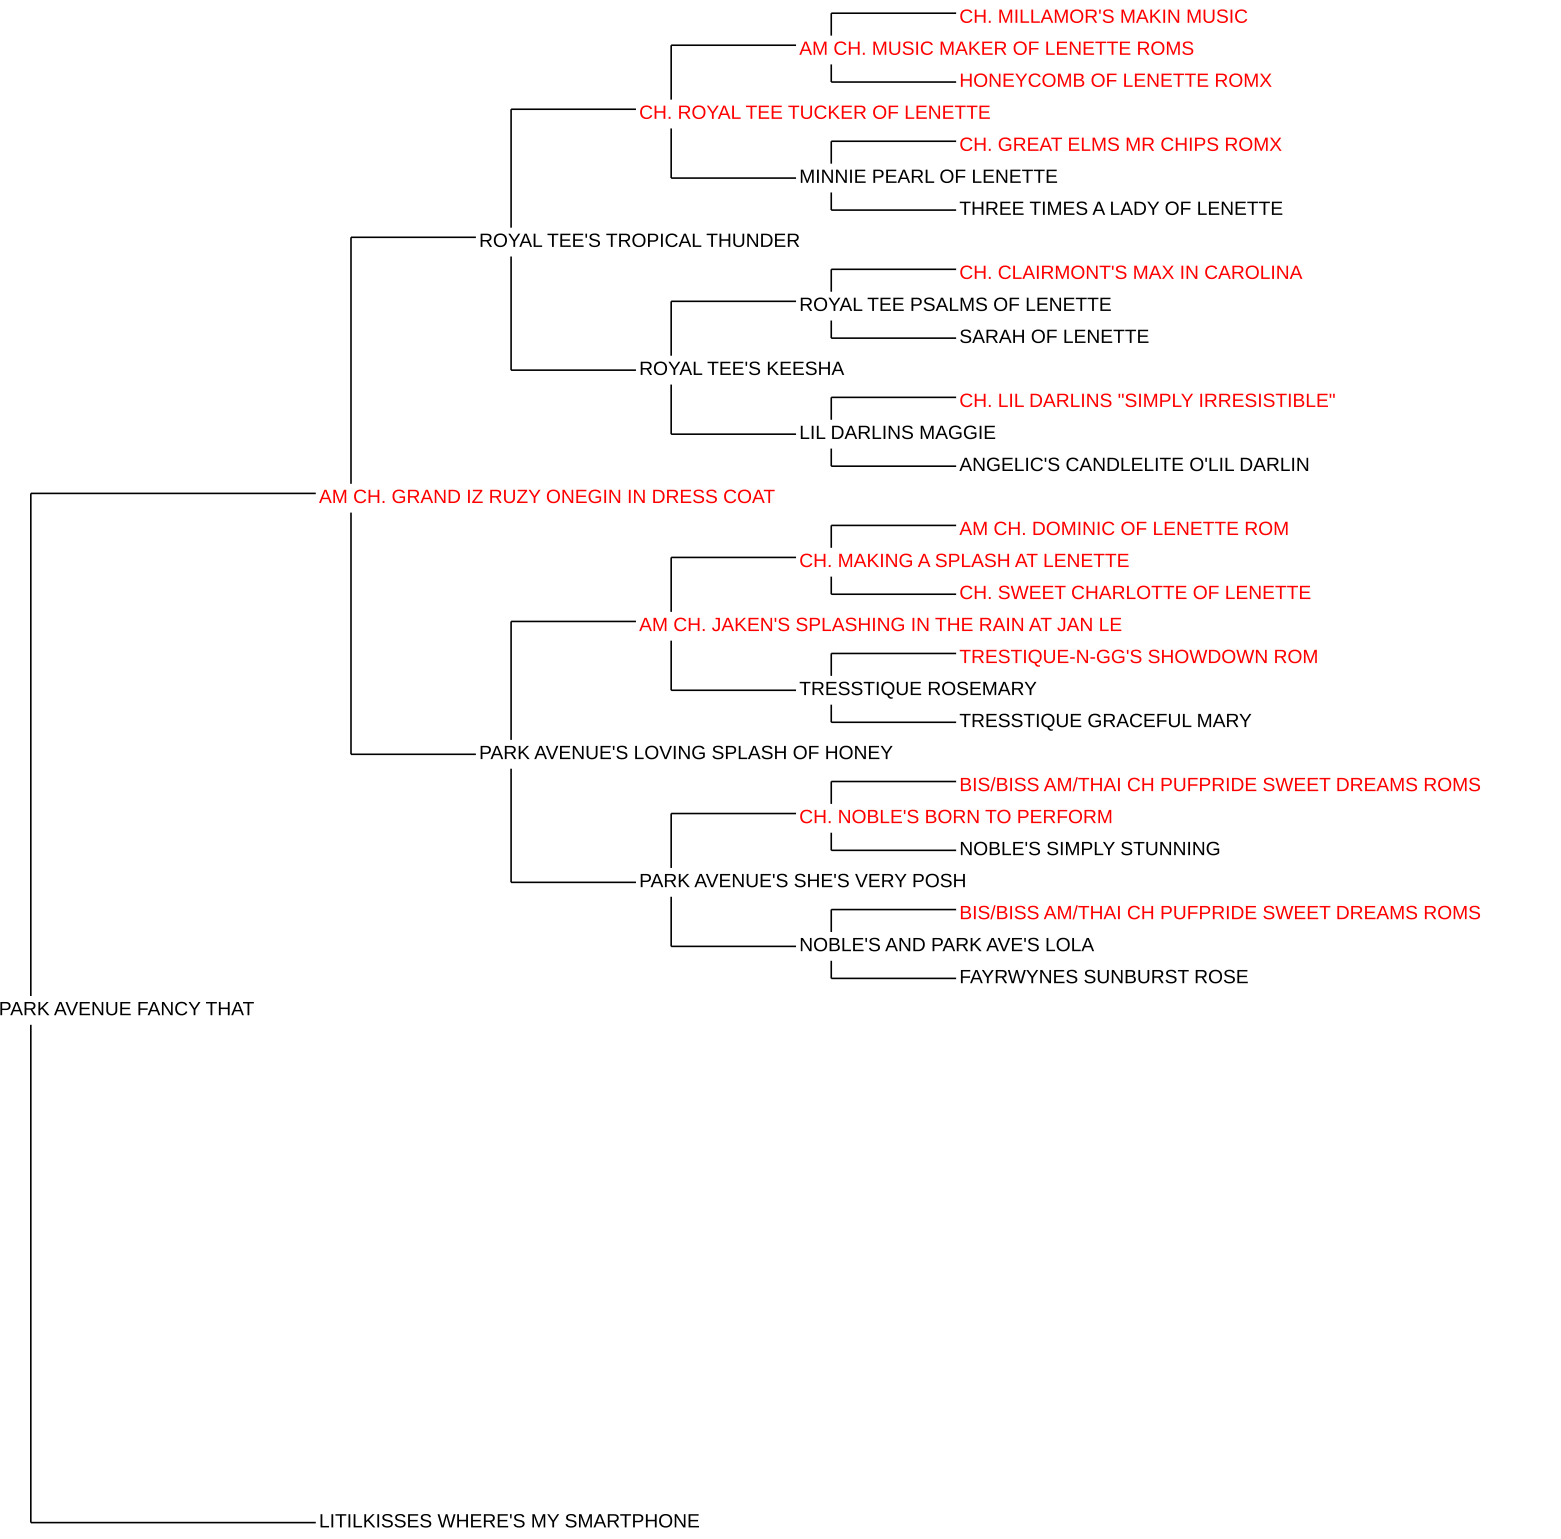 CH. MILLAMOR'S MAKIN MUSIC
AM CH. MUSIC MAKER OF LENETTE ROMS
HONEYCOMB OF LENETTE ROMX
CH. ROYAL TEE TUCKER OF LENETTE
CH. GREAT ELMS MR CHIPS ROMX
MINNIE PEARL OF LENETTE
THREE TIMES A LADY OF LENETTE
ROYAL TEE'S TROPICAL THUNDER
CH. CLAIRMONT'S MAX IN CAROLINA
ROYAL TEE PSALMS OF LENETTE
SARAH OF LENETTE
ROYAL TEE'S KEESHA
CH. LIL DARLINS "SIMPLY IRRESISTIBLE"
LIL DARLINS MAGGIE
ANGELIC'S CANDLELITE O'LIL DARLIN
AM CH. GRAND IZ RUZY ONEGIN IN DRESS COAT
AM CH. DOMINIC OF LENETTE ROM
CH. MAKING A SPLASH AT LENETTE
CH. SWEET CHARLOTTE OF LENETTE
AM CH. JAKEN'S SPLASHING IN THE RAIN AT JAN LE
TRESTIQUE-N-GG'S SHOWDOWN ROM
TRESSTIQUE ROSEMARY
TRESSTIQUE GRACEFUL MARY
PARK AVENUE'S LOVING SPLASH OF HONEY
BIS/BISS AM/THAI CH PUFPRIDE SWEET DREAMS ROMS
CH. NOBLE'S BORN TO PERFORM
NOBLE'S SIMPLY STUNNING
PARK AVENUE'S SHE'S VERY POSH
BIS/BISS AM/THAI CH PUFPRIDE SWEET DREAMS ROMS
NOBLE'S AND PARK AVE'S LOLA
FAYRWYNES SUNBURST ROSE
PARK AVENUE FANCY THAT
LITILKISSES WHERE'S MY SMARTPHONE